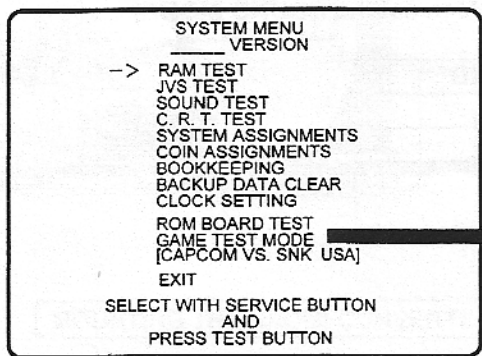 SYSTEM MENU
______ VERSION
--> RAM TEST
JVS TEST
SOUND TEST
C. R. T. TEST
SYSTEM ASSIGNMENTS
COIN ASSIGNMENTS
BOOKKEEPING
BACKUP DATA CLEAR
CLOCK SETTING
ROM BOARD TEST
GAME TEST MODE
[CAPCOM VS. SNK USA]
EXIT
SELECT WITH SERVICE BUTTON
AND
PRESS TEST BUTTON